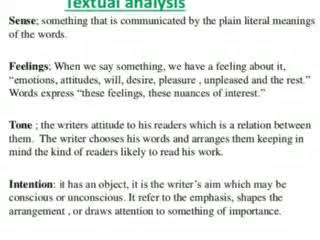 Textual analysis
Sense; something that is communicated by the plain literal meanings
of the words.
Feelings; When we say something, we have a feeling about it,
“emotions, attitudes, will, desire, pleasure , unpleased and the rest.”
Words express “these feelings, these nuances of interest.”
Tone ; the writers attitude to his readers which is a relation between
them. The writer chooses his words and arranges them keeping in
mind the kind of readers likely to read his work.
Intention: it has an object, it is the writer’s aim which may be
conscious or unconscious. It refer to the emphasis, shapes the
arrangement , or draws attention to something of importance.